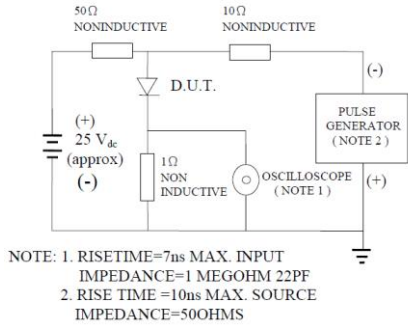 50Ω
NONINDUCTIVE
10Ω
NONINDUCTIVE
(-)
D.U.T.
PULSE
GENERATOR
( NOTE 2 )
(+)
25 Vdc
(approx)
(-)
1Ω
NON
INDUCTIVE
OSCILLOSCOPE
( NOTE 1 )
(+)
NOTE: 1. RISETIME=7ns MAX. INPUT
IMPEDANCE=1 MEGOHM 22PF
2. RISE TIME =10ns MAX. SOURCE
IMPEDANCE=50OHMS